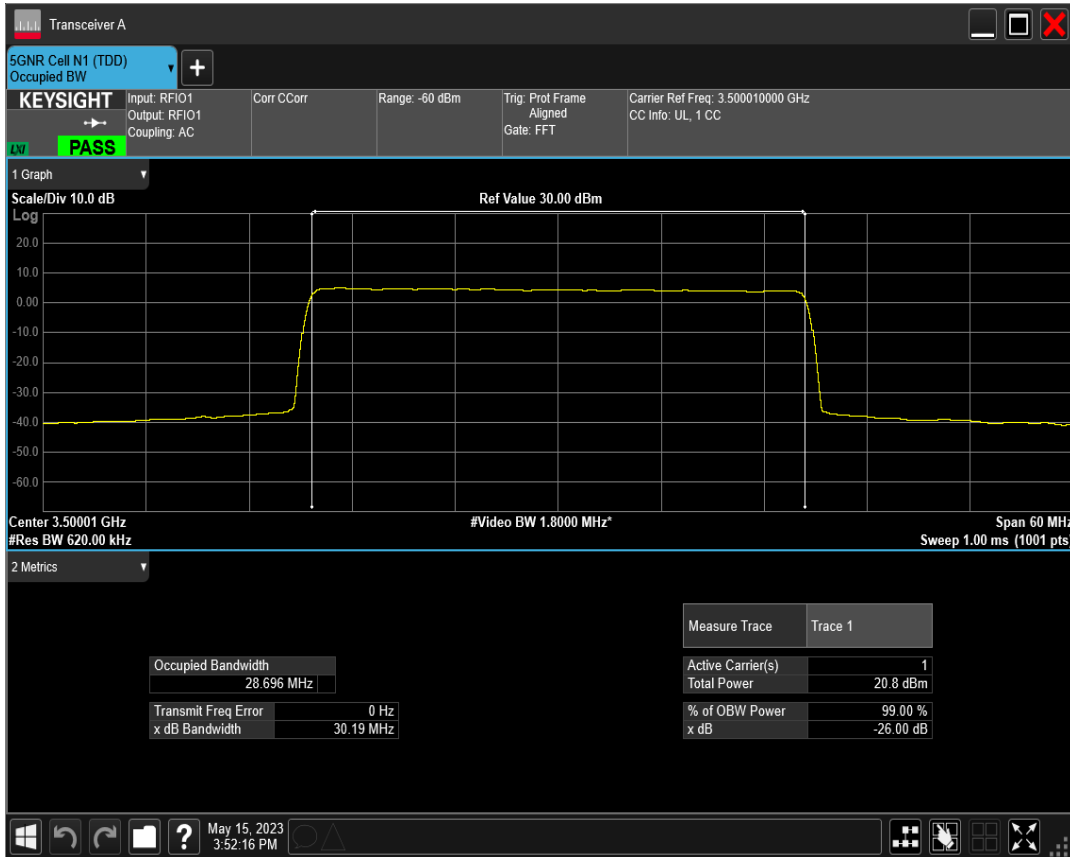 Transceiver A
5GNR Cell N1 (TDD)
Occupied BW
+
KEYSIGHT
LXI
PASS
Input: RFIO1
Output: RFIO1
Coupling: AC
Corr CCorr
Range: -60 dBm
Trig: Prot Frame
Aligned
Gate: FFT
Carrier Ref Freq: 3.500010000 GHz
CC Info: UL, 1 CC
1 Graph
Scale/Div 10.0 dB
Ref Value 30.00 dBm
Log
20.0
10.0
0.00
-10.0
-20.0
-30.0
-40.0
-50.0
-60.0
Center 3.50001 GHz
#Video BW 1.8000 MHz*
Span 60 MHz
#Res BW 620.00 kHz
Sweep 1.00 ms (1001 pts)
2 Metrics
Measure Trace Trace 1
Occupied Bandwidth
28.696 MHz
Active Carrier(s) 1
Total Power 20.8 dBm
Transmit Freq Error 0 Hz
x dB Bandwidth 30.19 MHz
% of OBW Power 99.00 %
x dB -26.00 dB
?
May 15, 2023
3:52:16 PM